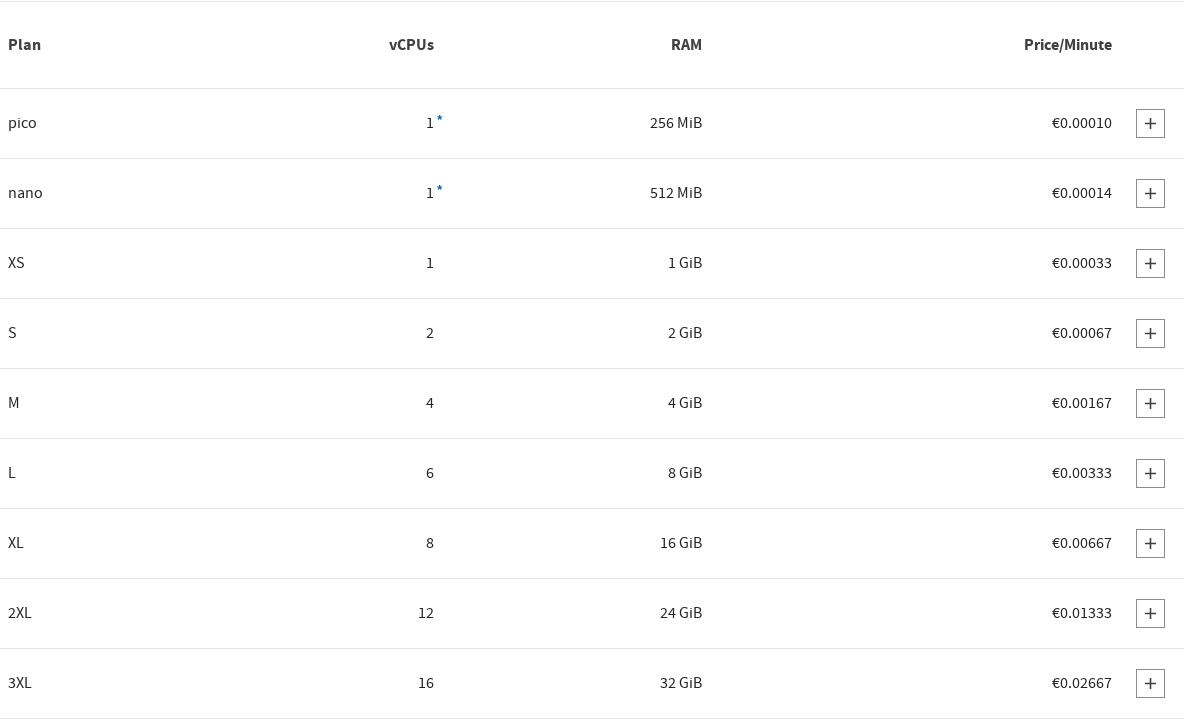 Plan vCPUs RAM Price/Minute
pico 1* 256 MiB €0.00010 +
nano 1* 512 MiB €0.00014 +
XS 1 1 GiB €0.00033 +
S 2 2 GiB €0.00067 +
M 4 4 GiB €0.00167 +
L 6 8 GiB €0.00333 +
XL 8 16 GiB €0.00667 +
2XL 12 24 GiB €0.01333 +
3XL 16 32 GiB €0.02667 +